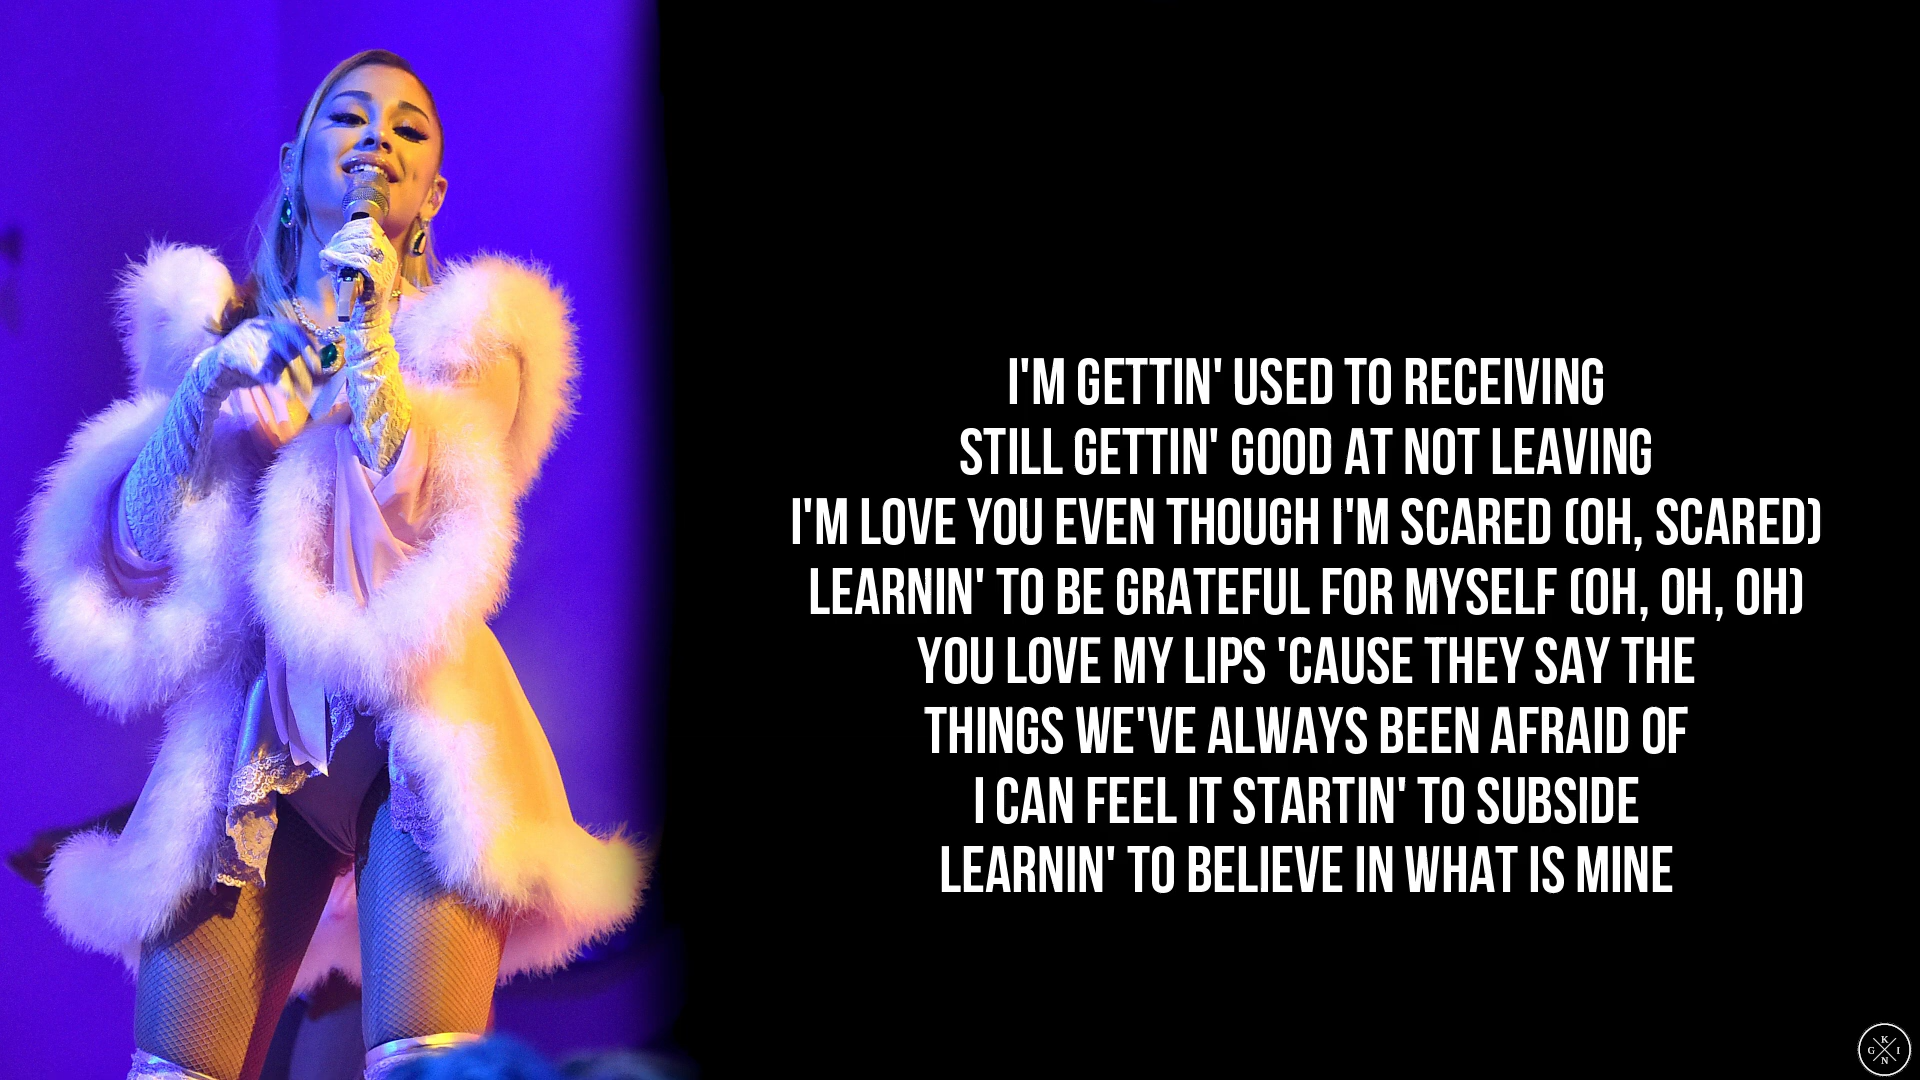 I'M GETTIN' USED TO RECEIVING
STILL GETTIN' GOOD AT NOT LEAVING
I'M LOVE YOU EVEN THOUGH I'M SCARED (OH, SCARED)
LEARNIN' TO BE GRATEFUL FOR MYSELF (OH, OH, OH)
YOU LOVE MY LIPS 'CAUSE THEY SAY THE
THINGS WE'VE ALWAYS BEEN AFRAID OF
I CAN FEEL IT STARTIN' TO SUBSIDE
LEARNIN' TO BELIEVE IN WHAT IS MINE
K
G I
N